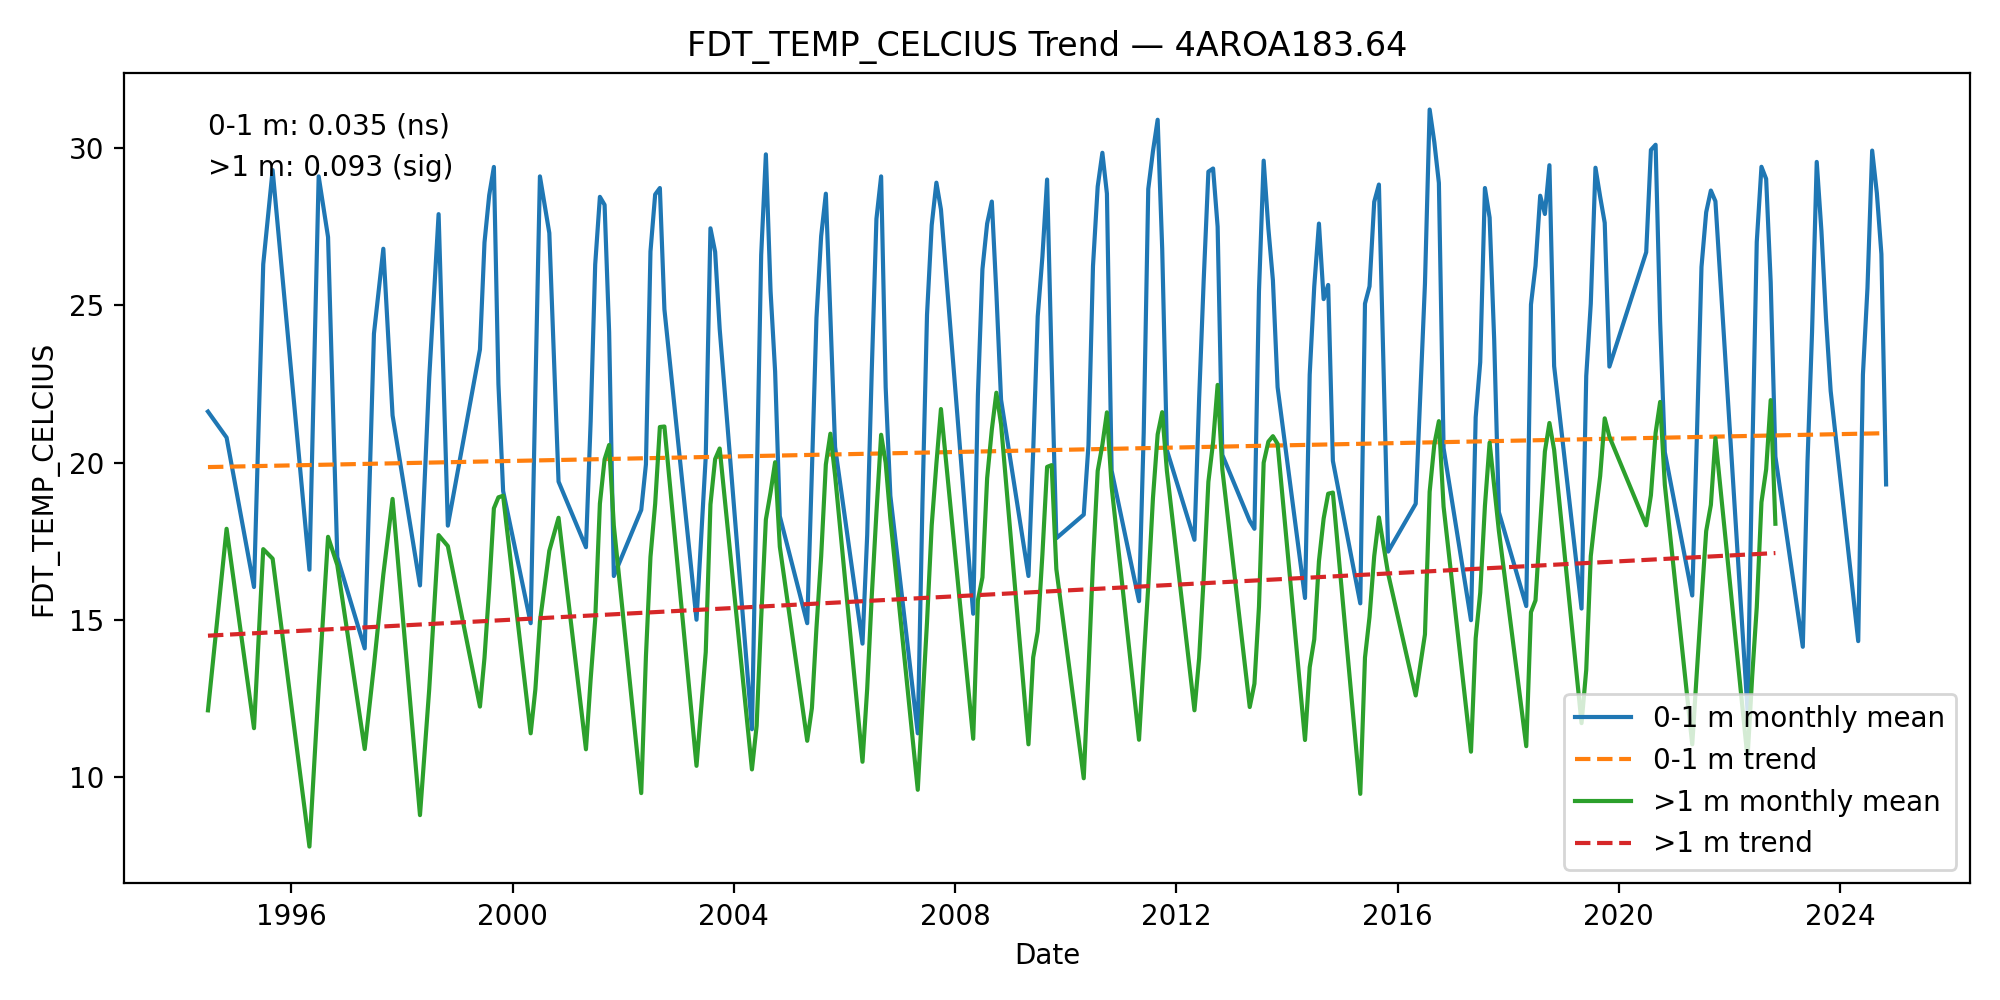 FDT_TEMP_CELCIUS Trend — 4AROA183.64
0-1 m: 0.035 (ns)
>1 m: 0.093 (sig)
FDT_TEMP_CELCIUS
30
25
20
15
10
0-1 m monthly mean
0-1 m trend
>1 m monthly mean
>1 m trend
1996 2000 2004 2008 2012 2016 2020 2024
Date